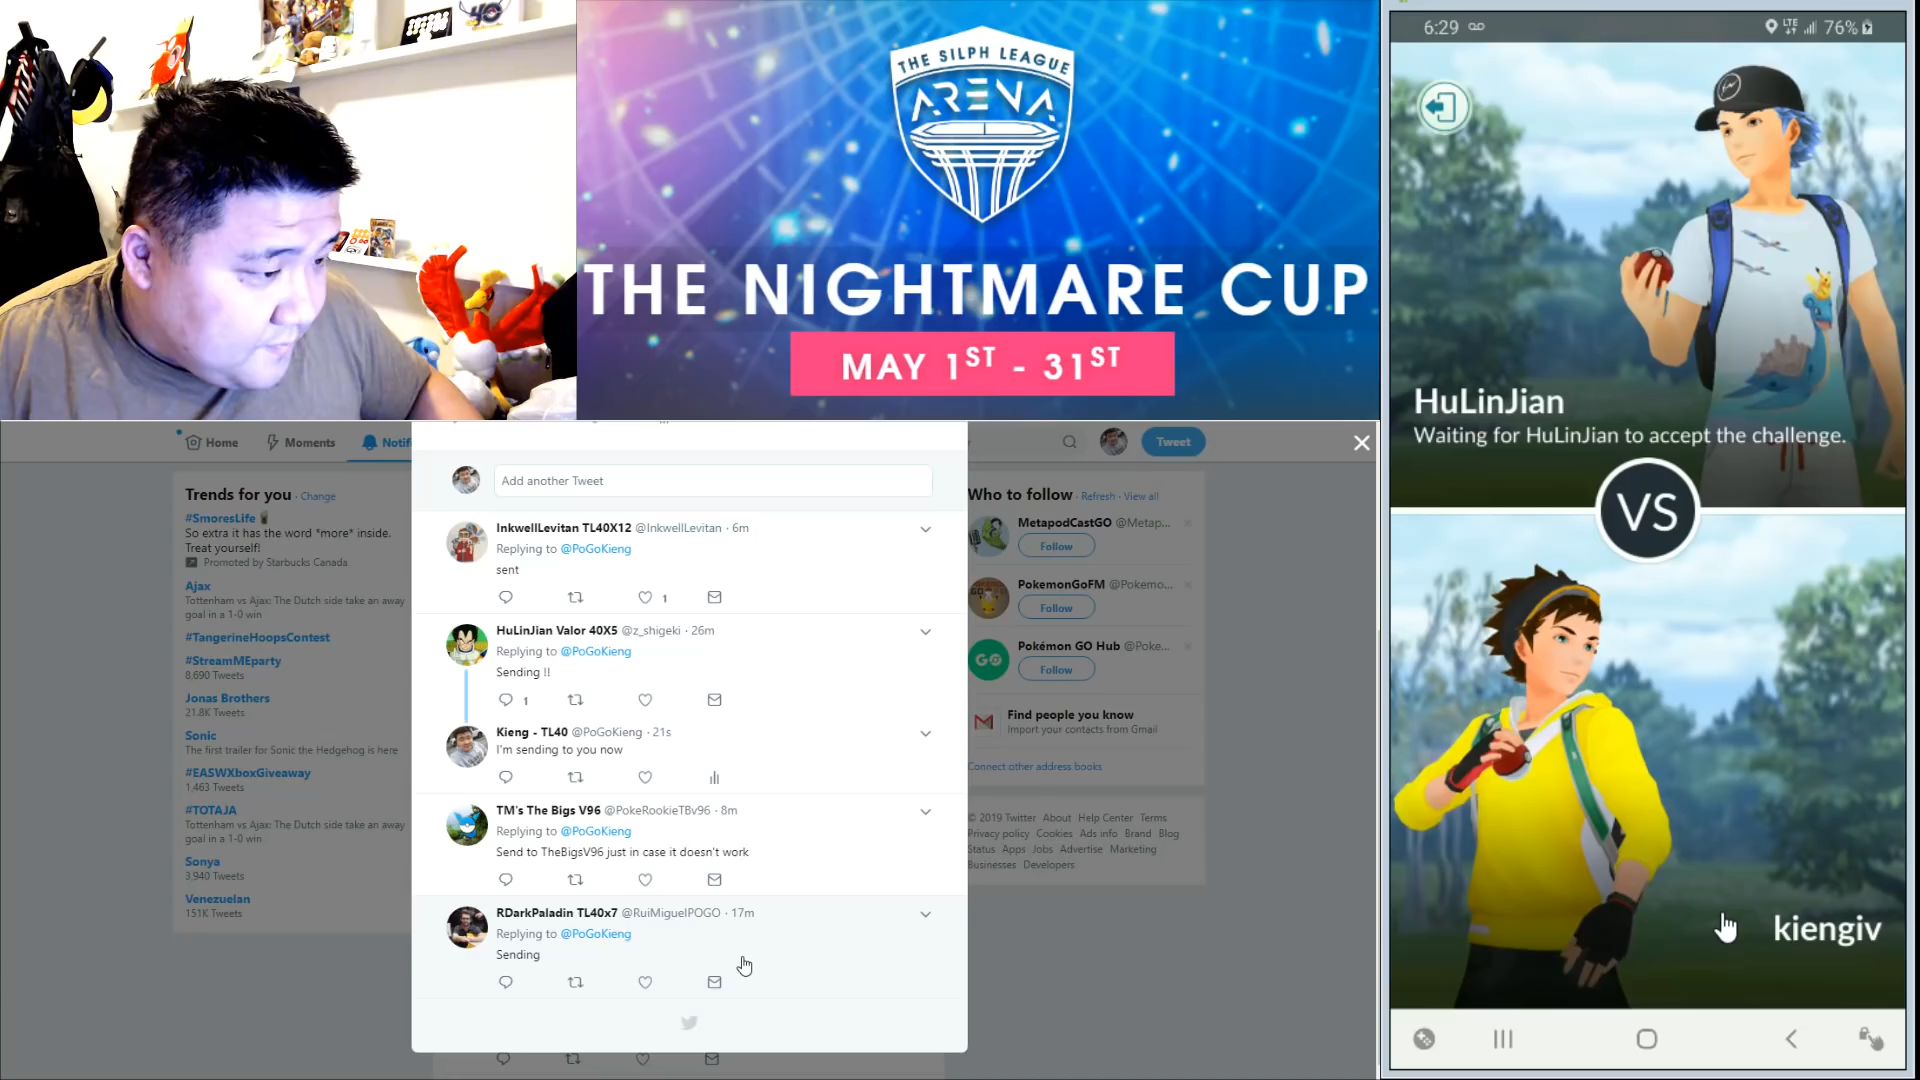 THE SILPH LEAGUE
ARENA
THE NIGHTMARE CUP
MAY 1ST - 31ST
6:29
LTE
76%
HuLinJian
Waiting for HuLinJian to accept the challenge.
VS
kiengiv
Home
Moments
Notif
Tweet
Trends for you · Change
#SmoresLife
So extra it has the word *more* inside.
Treat yourself!
Promoted by Starbucks Canada
Ajax
Tottenham vs Ajax: The Dutch side take an away
goal in a 1-0 win
#TangerineHoopsContest
#StreamMEparty
8,690 Tweets
Jonas Brothers
21.8K Tweets
Sonic
The first trailer for Sonic the Hedgehog is here
#EASWXboxGiveaway
1,463 Tweets
#TOTAJA
Tottenham vs Ajax: The Dutch side take an away
goal in a 1-0 win
Sonya
3,940 Tweets
Venezuelan
151K Tweets
Add another Tweet
InkwellLevitan TL40X12 @InkwellLevitan · 6m
Replying to @PoGoKieng
sent
1
HuLinJian Valor 40X5 @z_shigeki · 26m
Replying to @PoGoKieng
Sending !!
1
Kieng - TL40 @PoGoKieng · 21s
I'm sending to you now
TM's The Bigs V96 @PokeRookieTBv96 · 8m
Replying to @PoGoKieng
Send to TheBigsV96 just in case it doesn't work
RDarkPaladin TL40x7 @RuiMiguelPOGO · 17m
Replying to @PoGoKieng
Sending
Who to follow · Refresh · View all
MetapodCastGO @Metap...
Follow
PokemonGoFM @Pokemo...
Follow
Pokémon GO Hub @Poke...
GO
Follow
Find people you know
Import your contacts from Gmail
Connect other address books
© 2019 Twitter About Help Center Terms
Privacy policy Cookies Ads info Brand Blog
Status Apps Jobs Advertise Marketing
Businesses Developers